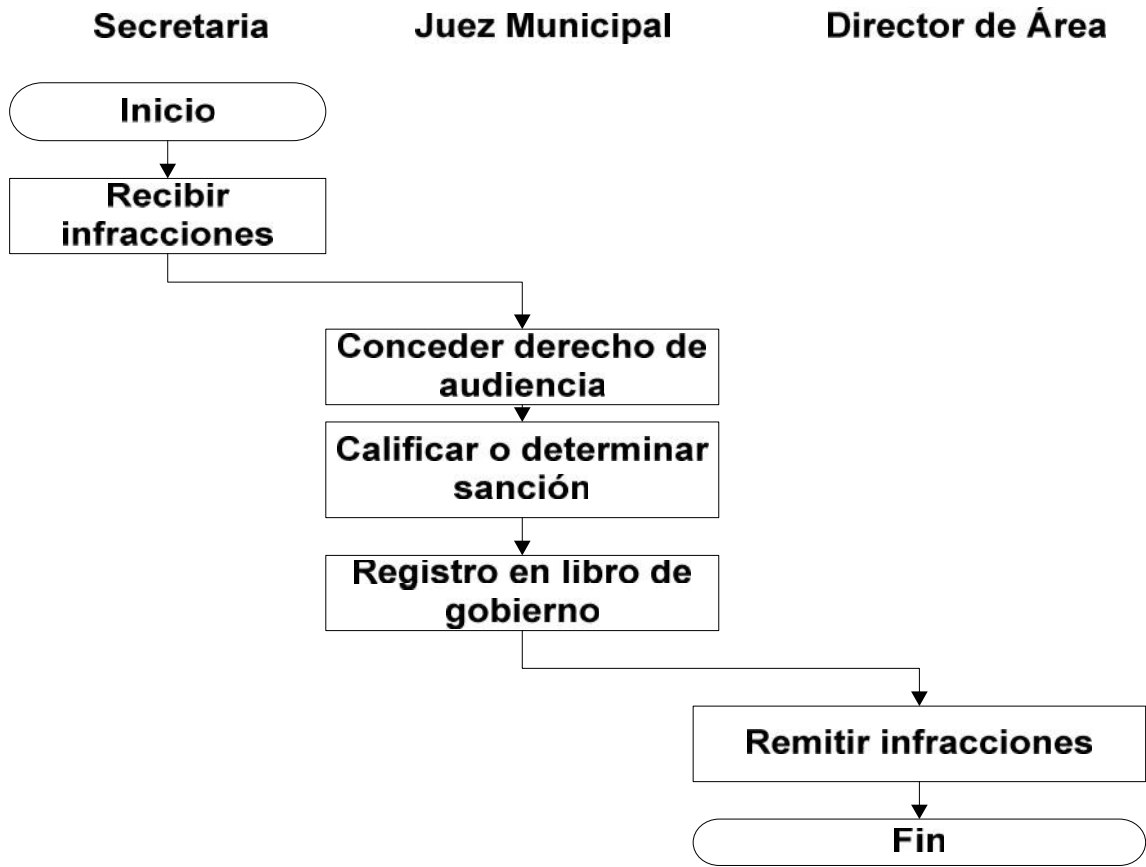 Secretaria
Juez Municipal
Director de Área
Inicio
Recibir
infracciones
Conceder derecho de
audiencia
Calificar o determinar
sanción
Registro en libro de
gobierno
Remitir infracciones
Fin